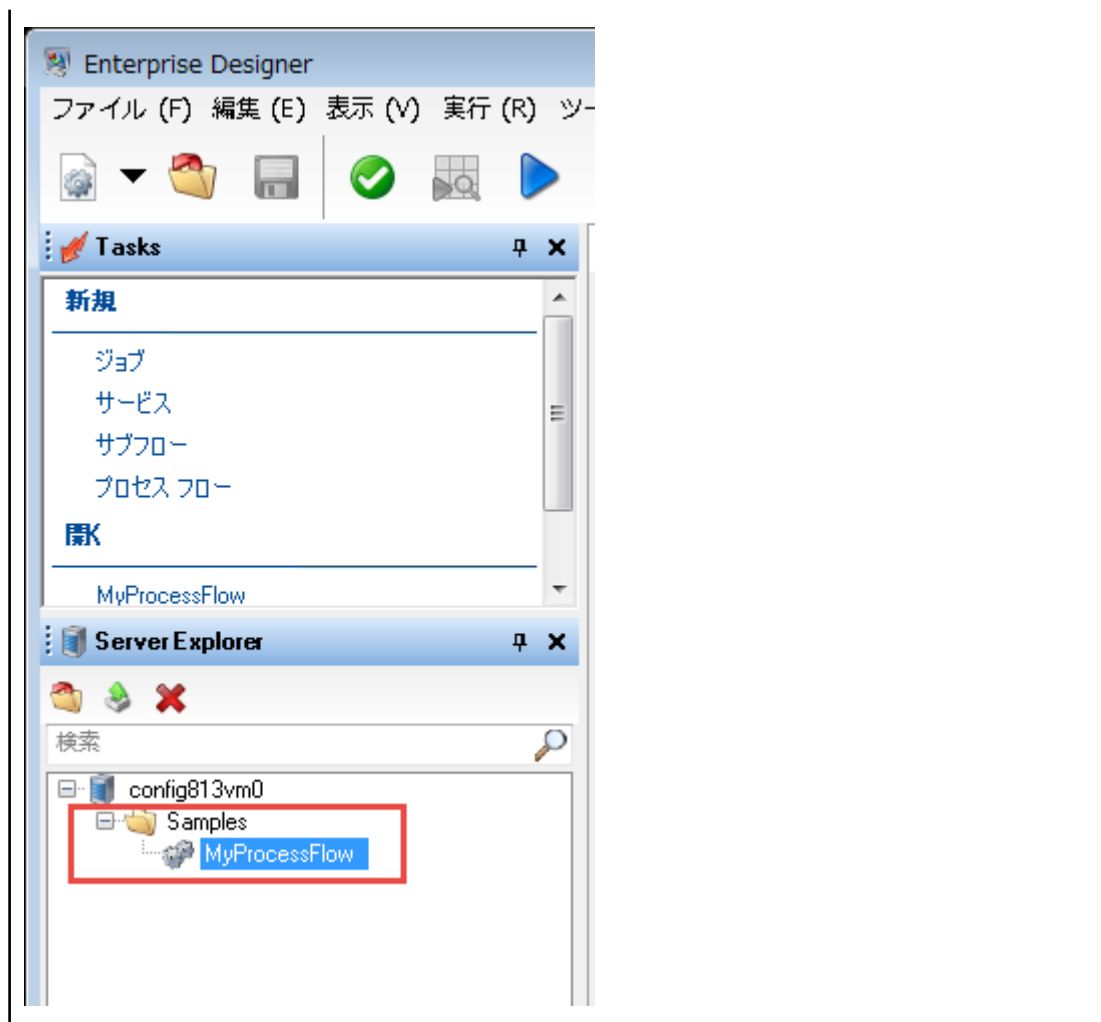 Enterprise Designer
ファイル (F) 編集 (E) 表示 (V) 実行 (R) ツー
Tasks
新規
ジョブ
サービス
サブフロー
プロセス フロー
開く
MyProcessFlow
Server Explorer
検索
config813vm0
Samples
MyProcessFlow